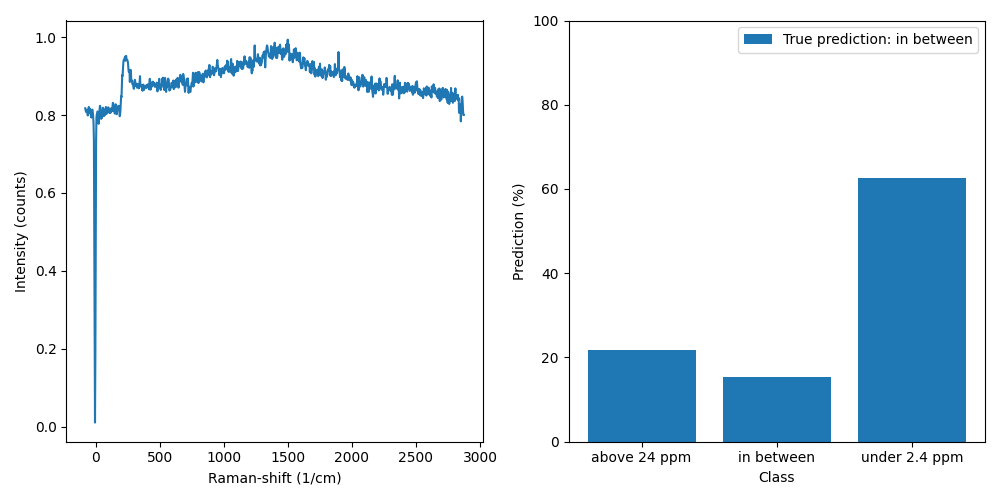 1.0
0.8
0.6
0.4
0.2
0.0
Intensity (counts)
0
500
1000
1500
2000
2500
3000
Raman-shift (1/cm)
100
80
60
40
20
0
Prediction (%)
True prediction: in between
above 24 ppm
in between
under 2.4 ppm
Class